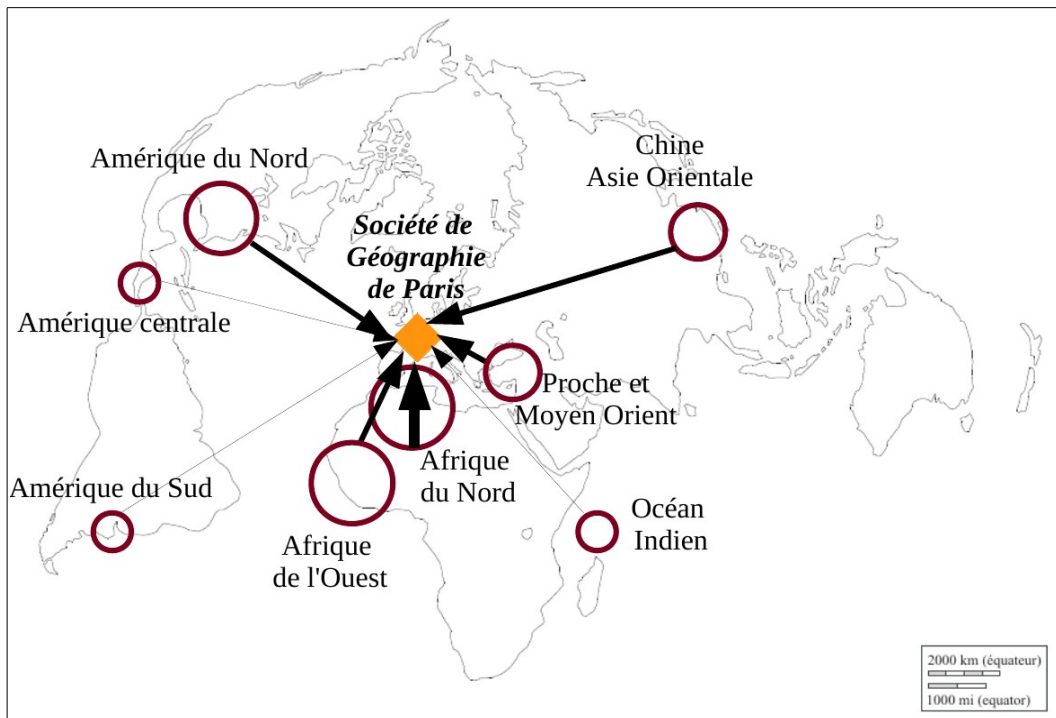 Amérique du Nord
Chine
Asie Orientale
Société de
Géographie
de Paris
Amérique centrale
Proche et
Moyen Orient
Afrique
du Nord
Amérique du Sud
Afrique
de l'Ouest
Océan
Indien
2000 km (équateur)
1000 mi (equator)